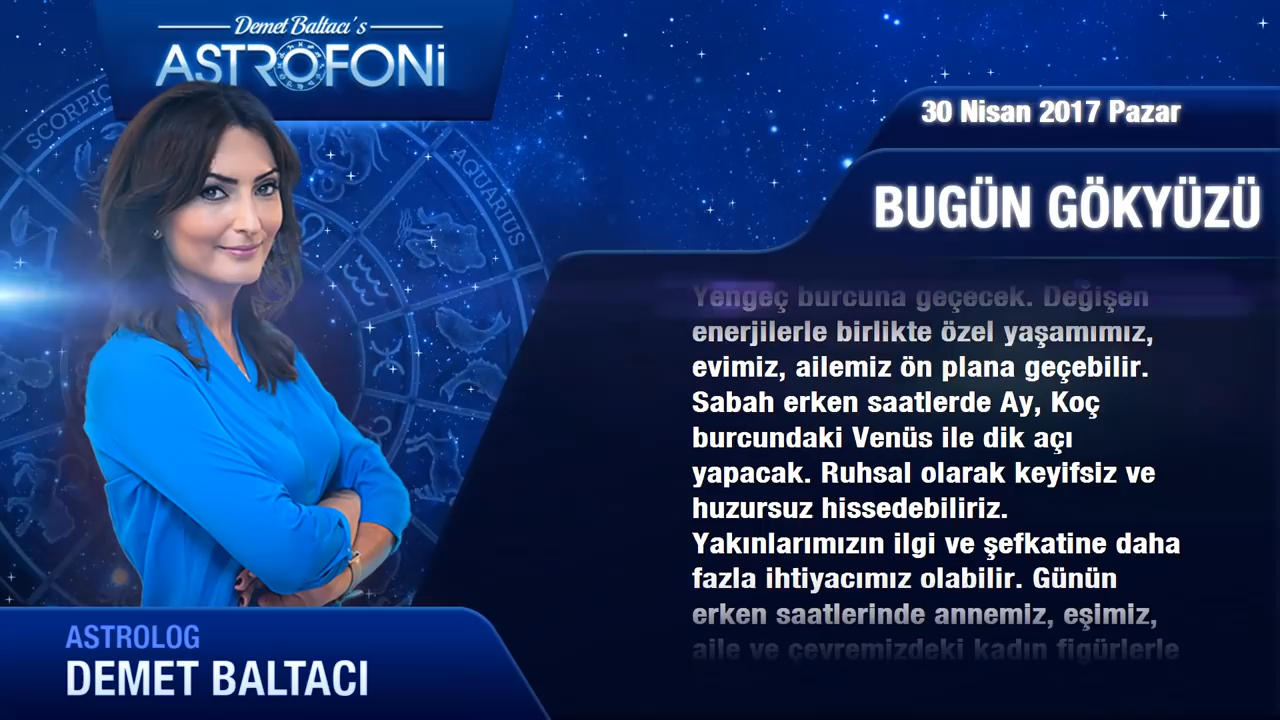 Demet Baltacı's
ASTROFONİ
SCORPIO
AQUARIUS
30 Nisan 2017 Pazar
BUGÜN GÖKYÜZÜ
Yengeç burcuna geçecek. Değişen
enerjilerle birlikte özel yaşamımız,
evimiz, ailemiz ön plana geçebilir.
Sabah erken saatlerde Ay, Koç
burcundaki Venüs ile dik açı
yapacak. Ruhsal olarak keyifsiz ve
huzursuz hissedebiliriz.
Yakınlarımızın ilgi ve şefkatine daha
fazla ihtiyacımız olabilir. Günün
erken saatlerinde annemiz, eşimiz,
aile ve çevremizdeki kadın figürlerle
ASTROLOG
DEMET BALTACI